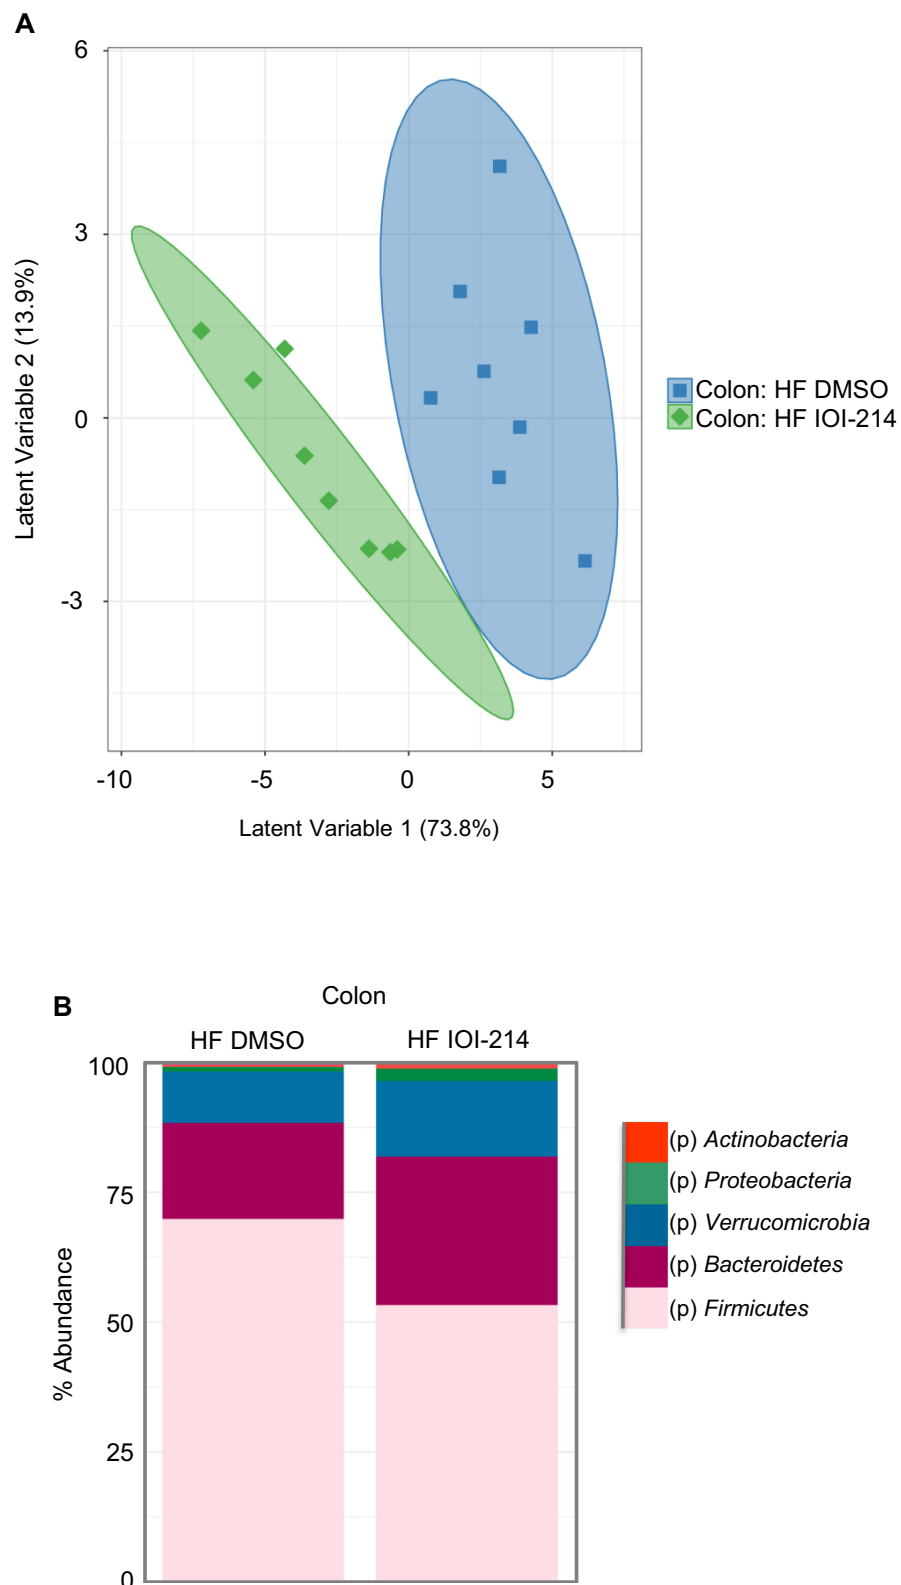 A
6
3
0
-3
Latent Variable 2 (13.9%)
-10 -5 0 5
Latent Variable 1 (73.8%)
Colon: HF DMSO
Colon: HF IOI-214
B
Colon
HF DMSO HF IOI-214
100
75
50
25
0
% Abundance
(p) Actinobacteria
(p) Proteobacteria
(p) Verrucomicrobia
(p) Bacteroidetes
(p) Firmicutes